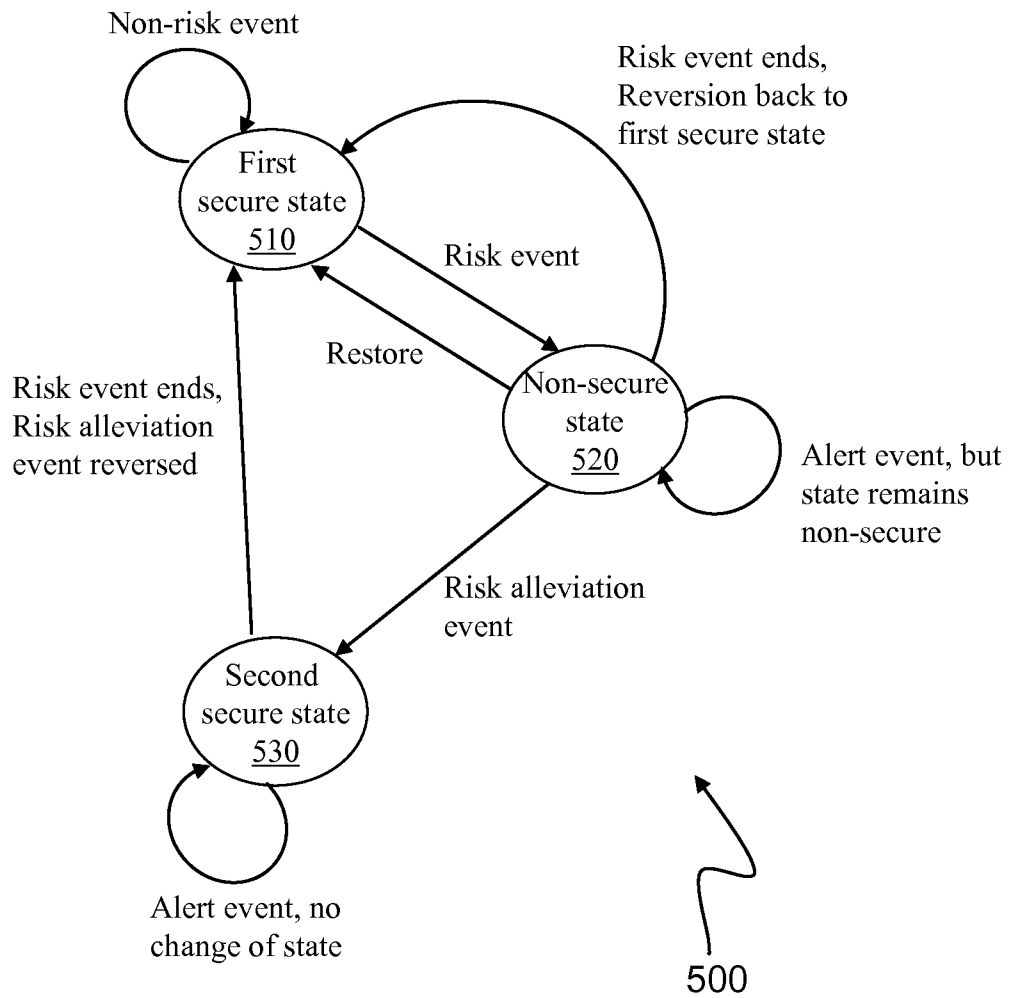 Non-risk event
Risk event ends,
Reversion back to
first secure state
First
secure state
510
Risk event
Restore
Non-secure
state
520
Risk event ends,
Risk alleviation
event reversed
Alert event, but
state remains
non-secure
Risk alleviation
event
Second
secure state
530
Alert event, no
change of state
500